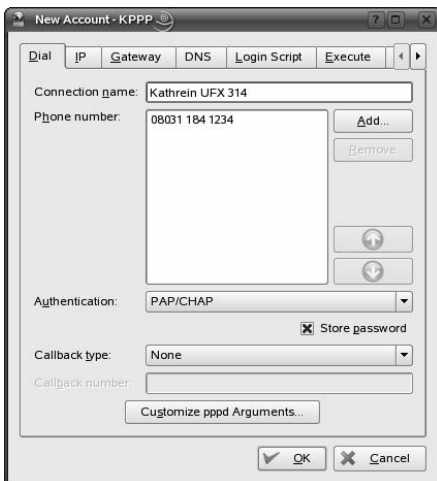 New Account - KPPP
Dial IP Gateway DNS Login Script Execute
Connection name: Kathrein UFX 314
Phone number: 08031 184 1234 Add...
Remove
Authentication: PAP/CHAP
Store password
Callback type: None
Callback number:
Customize pppd Arguments...
OK Cancel